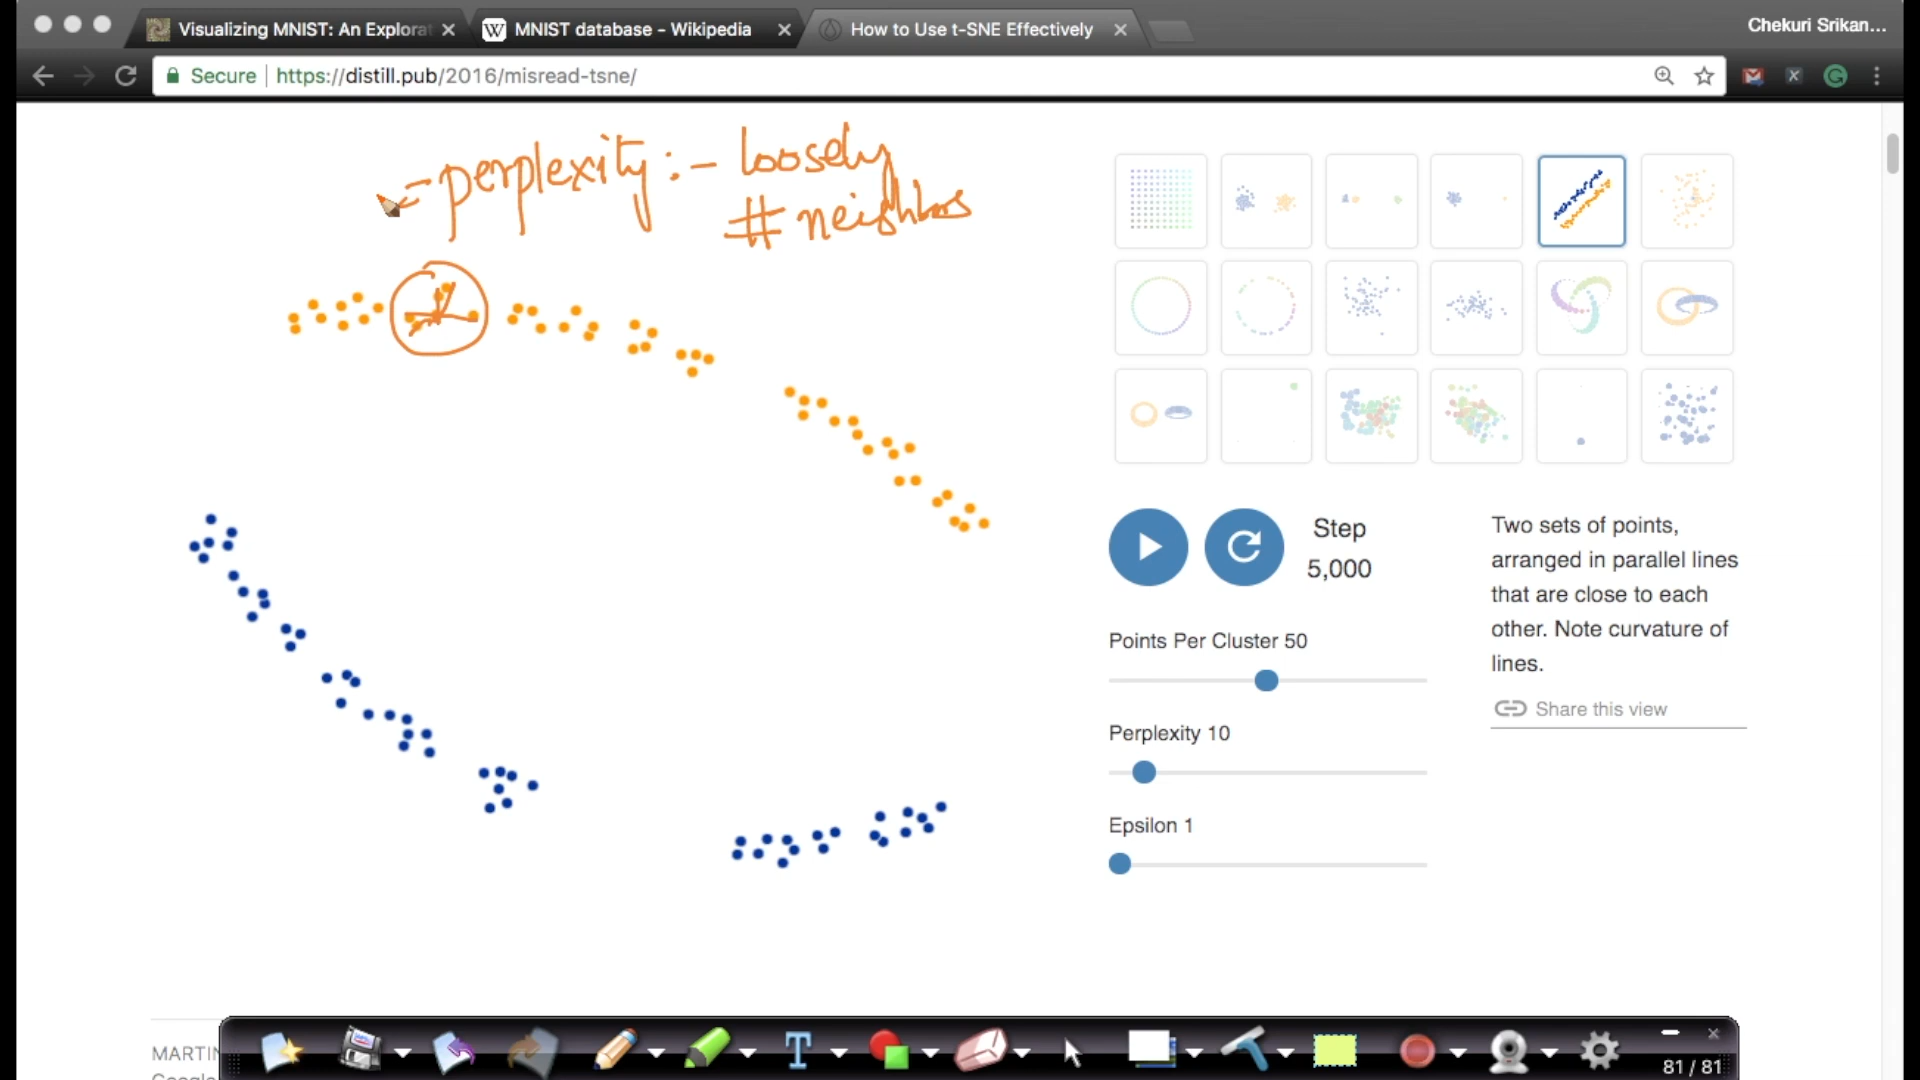 Visualizing MNIST: An Explorat
MNIST database - Wikipedia
How to Use t-SNE Effectively
Chekuri Srikan...
Secure
https://distill.pub/2016/misread-tsne/
perplexity:- loosely
# neighbors
Step
5,000
Points Per Cluster 50
Perplexity 10
Epsilon 1
Two sets of points,
arranged in parallel lines
that are close to each
other. Note curvature of
lines.
Share this view
MARTIN
81 / 81